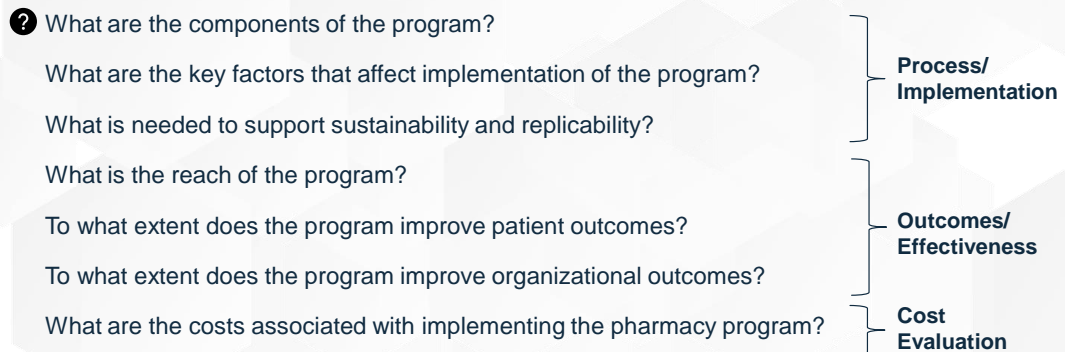 ? What are the components of the program?
What are the key factors that affect implementation of the program?
What is needed to support sustainability and replicability?
Process/
Implementation
What is the reach of the program?
To what extent does the program improve patient outcomes?
To what extent does the program improve organizational outcomes?
Outcomes/
Effectiveness
What are the costs associated with implementing the pharmacy program?
Cost
Evaluation